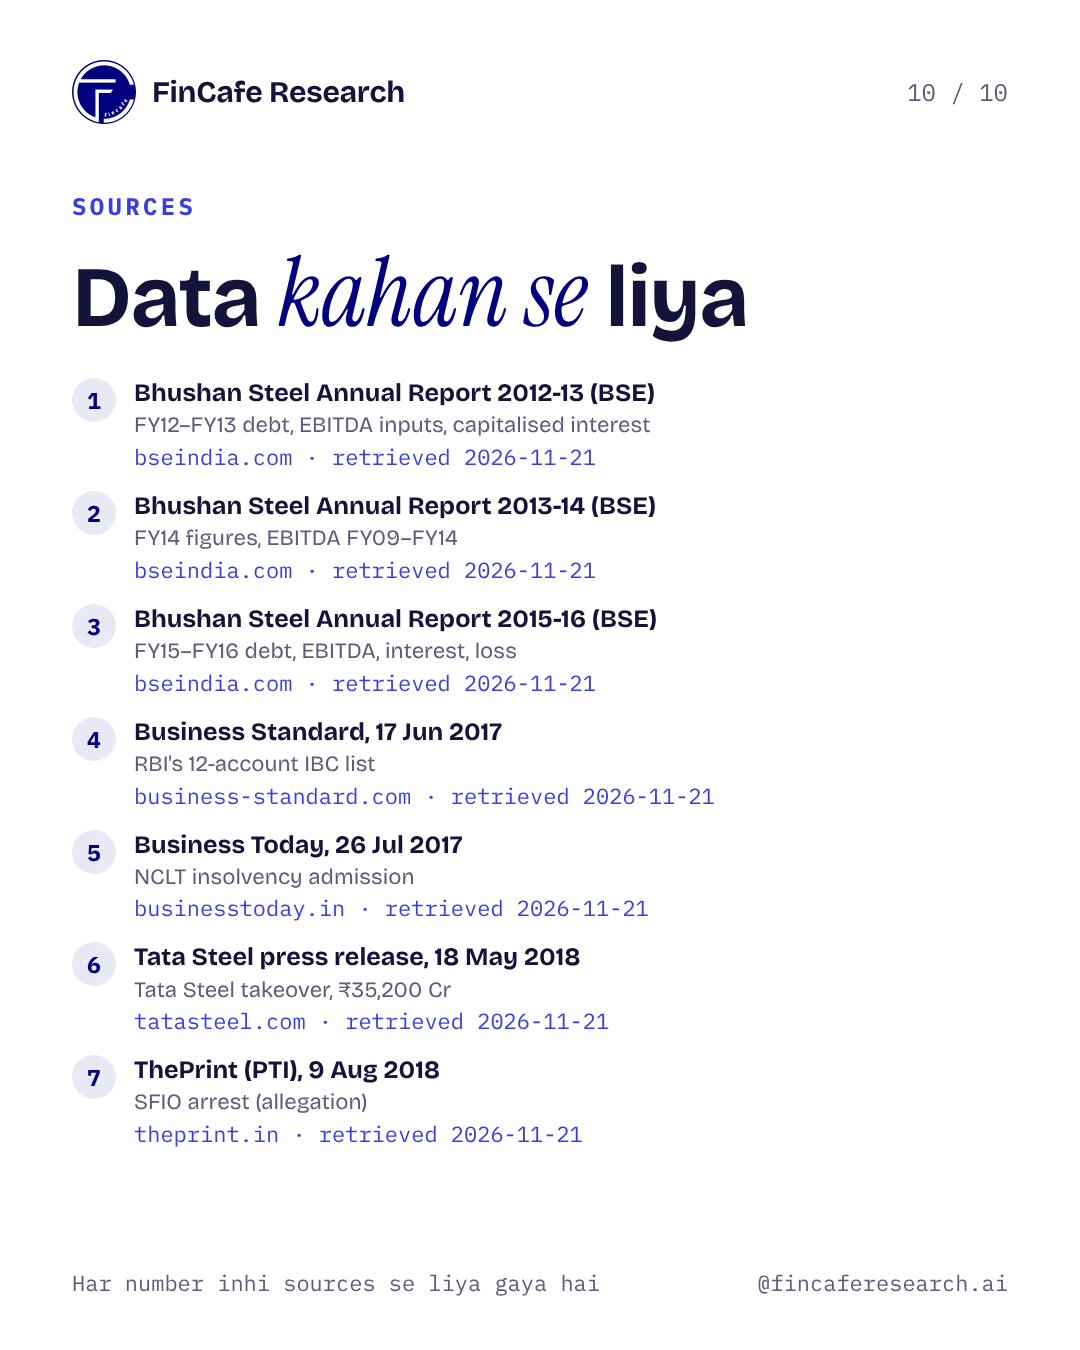 FinCafe Research
10 / 10
SOURCES
Data kahan se liya
1
Bhushan Steel Annual Report 2012-13 (BSE)
FY12–FY13 debt, EBITDA inputs, capitalised interest
bseindia.com · retrieved 2026-11-21
2
Bhushan Steel Annual Report 2013-14 (BSE)
FY14 figures, EBITDA FY09–FY14
bseindia.com · retrieved 2026-11-21
3
Bhushan Steel Annual Report 2015-16 (BSE)
FY15–FY16 debt, EBITDA, interest, loss
bseindia.com · retrieved 2026-11-21
4
Business Standard, 17 Jun 2017
RBI's 12-account IBC list
business-standard.com · retrieved 2026-11-21
5
Business Today, 26 Jul 2017
NCLT insolvency admission
businesstoday.in · retrieved 2026-11-21
6
Tata Steel press release, 18 May 2018
Tata Steel takeover, ₹35,200 Cr
tatasteel.com · retrieved 2026-11-21
7
ThePrint (PTI), 9 Aug 2018
SFIO arrest (allegation)
theprint.in · retrieved 2026-11-21
Har number inhi sources se liya gaya hai
@fincaferesearch.ai